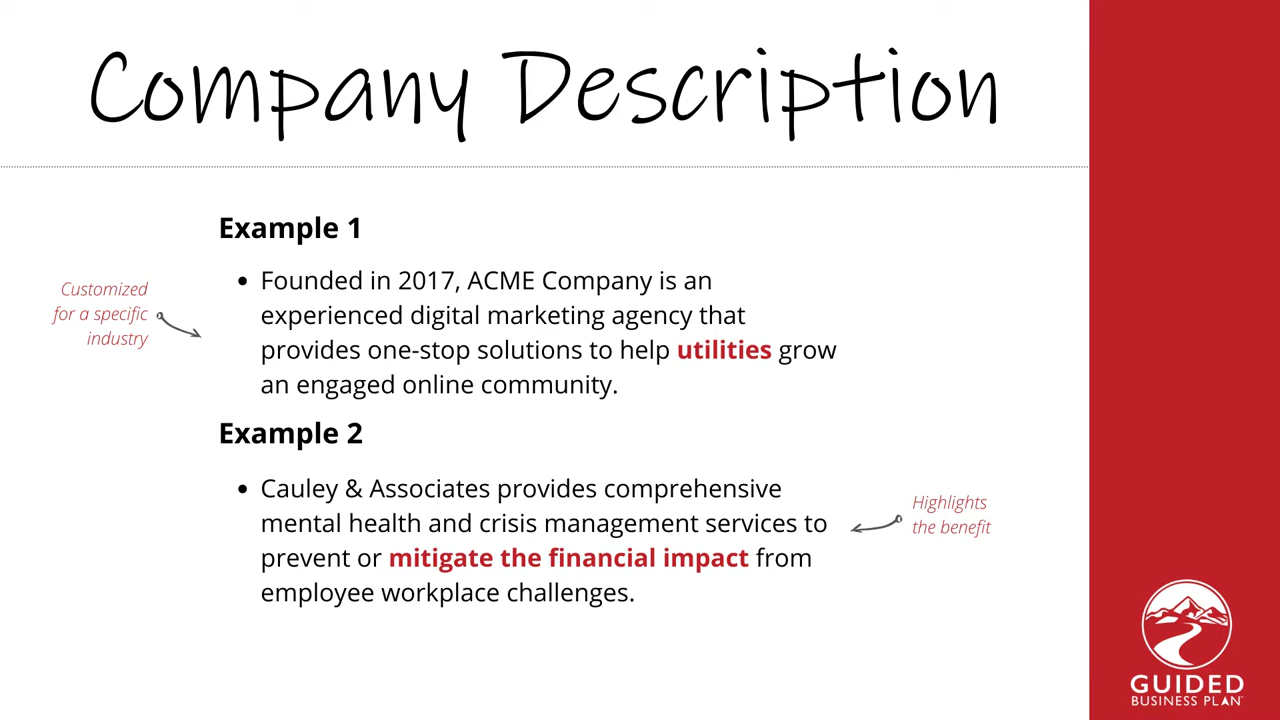 Company Description
Example 1
Customized
for a specific
industry
• Founded in 2017, ACME Company is an
experienced digital marketing agency that
provides one-stop solutions to help utilities grow
an engaged online community.
Example 2
• Cauley & Associates provides comprehensive
mental health and crisis management services to
prevent or mitigate the financial impact from
employee workplace challenges.
Highlights
the benefit
GUIDED
BUSINESS PLAN™